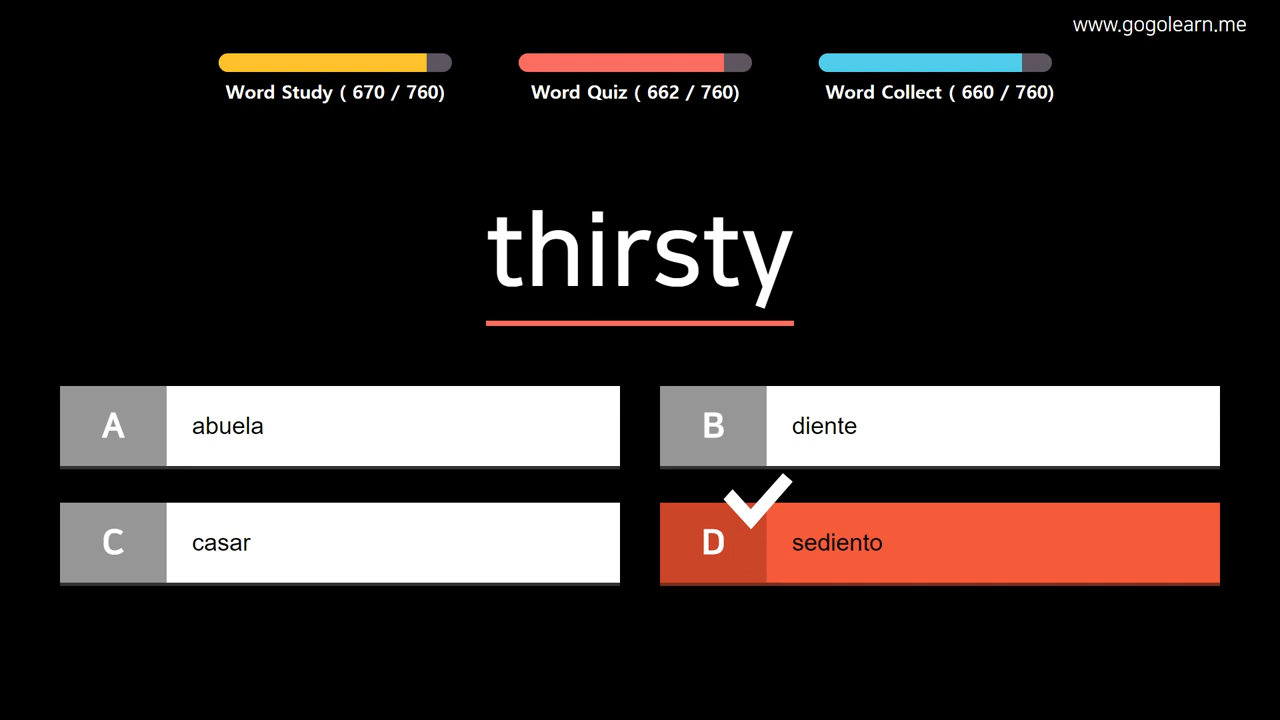 www.gogolearn.me
Word Study ( 670 / 760)
Word Quiz ( 662 / 760)
Word Collect ( 660 / 760)
thirsty
A abuela
B diente
C casar
D sediento